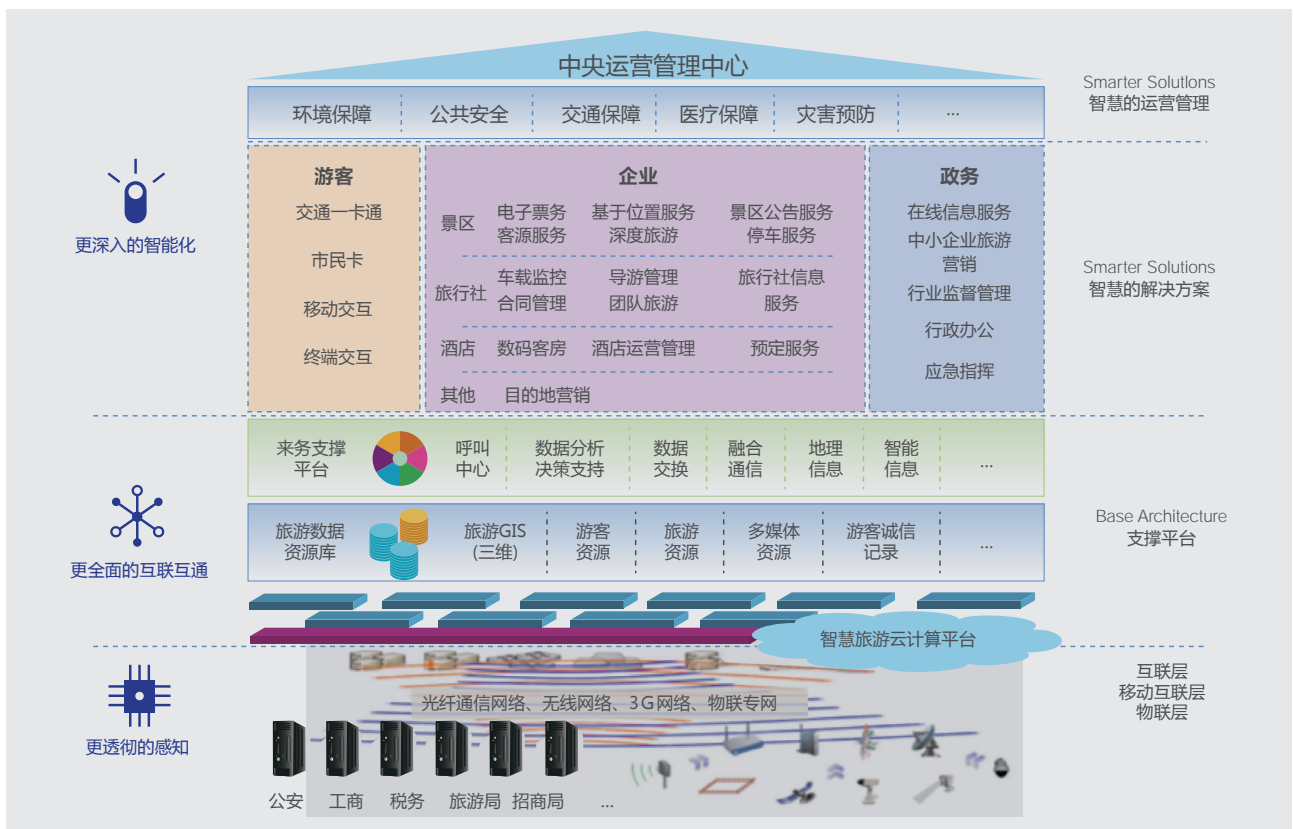 中央运营管理中心
环境保障 公共安全 交通保障 医疗保障 灾害预防 ...
Smarter Solutlons
智慧的运营管理
更深入的智能化
游客
交通一卡通
市民卡
移动交互
终端交互
企业
景区
电子票务
客源服务
基于位置服务
深度旅游
景区公告服务
停车服务
旅行社
车载监控
合同管理
导游管理
团队旅游
旅行社信息
服务
酒店 数码客房 酒店运营管理 预定服务
其他 目的地营销
政务
在线信息服务
中小企业旅游
营销
行业监督管理
行政办公
应急指挥
Smarter Solutions
智慧的解决方案
更全面的互联互通
来务支撑
平台
呼叫
中心
数据分析
决策支持
数据
交换
融合
通信
地理
信息
智能
信息
...
旅游数据
资源库
旅游GIS
(三维)
游客
资源
旅游
资源
多媒体
资源
游客诚信
记录
...
Base Architecture
支撑平台
智慧旅游云计算平台
更透彻的感知
光纤通信网络、无线网络、3G网络、物联专网
公安 工商 税务 旅游局 招商局 ...
互联层
移动互联层
物联层